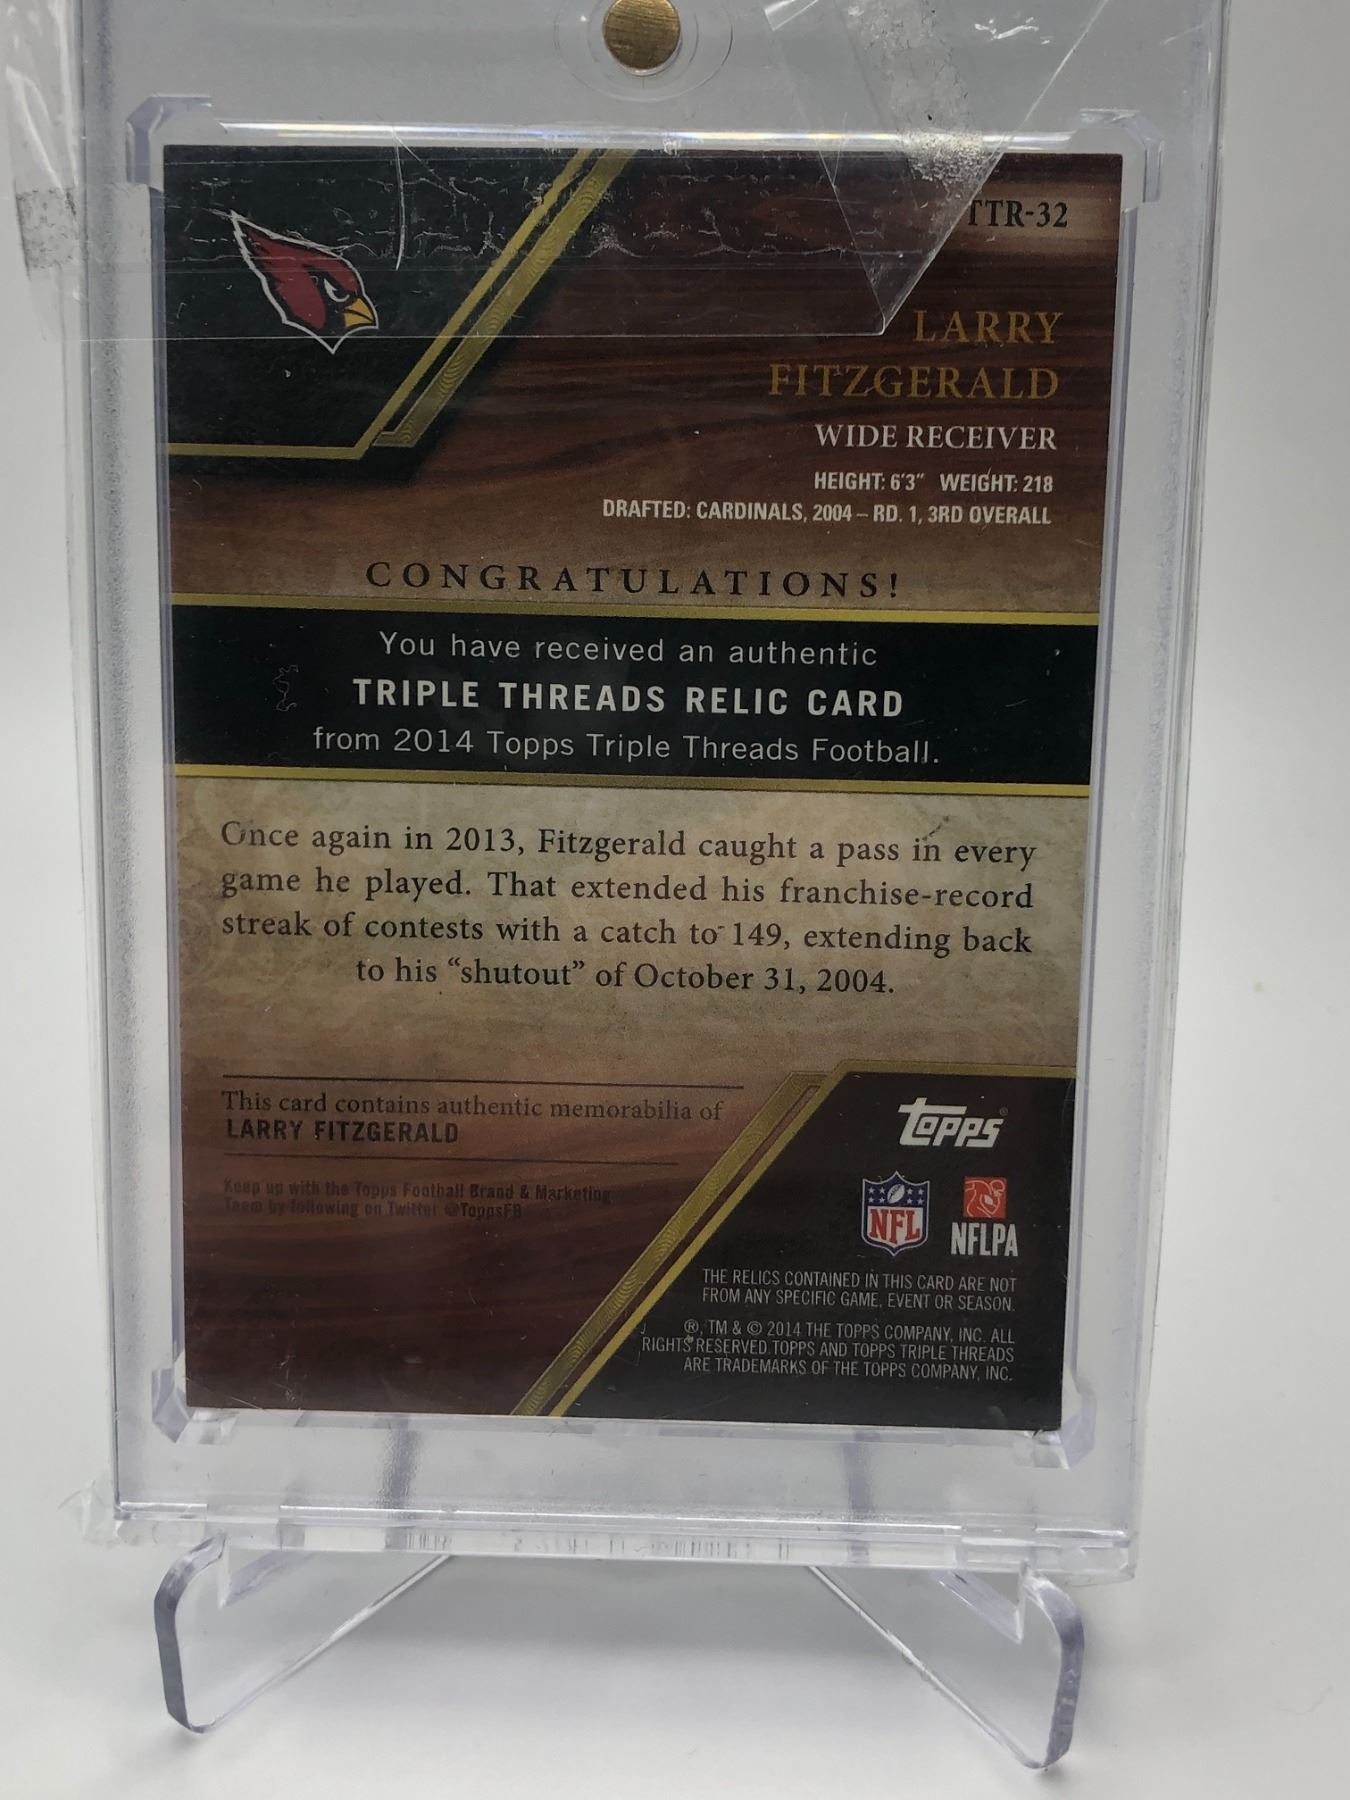 TTR-32
LARRY
FITZGERALD
WIDE RECEIVER
HEIGHT: 6'3" WEIGHT: 218
DRAFTED: CARDINALS, 2004 – RD. 1, 3RD OVERALL
CONGRATULATIONS!
You have received an authentic
TRIPLE THREADS RELIC CARD
from 2014 Topps Triple Threads Football.
Once again in 2013, Fitzgerald caught a pass in every
game he played. That extended his franchise-record
streak of contests with a catch to 149, extending back
to his “shutout” of October 31, 2004.
This card contains authentic memorabilia of
LARRY FITZGERALD
Keep up with the Topps Football Brand & Marketing
Team by following on Twitter @ToppsFB
Topps®
NFL
NFLPA
THE RELICS CONTAINED IN THIS CARD ARE NOT
FROM ANY SPECIFIC GAME, EVENT OR SEASON.
®, TM & © 2014 THE TOPPS COMPANY, INC. ALL
RIGHTS RESERVED. TOPPS AND TOPPS TRIPLE THREADS
ARE TRADEMARKS OF THE TOPPS COMPANY, INC.